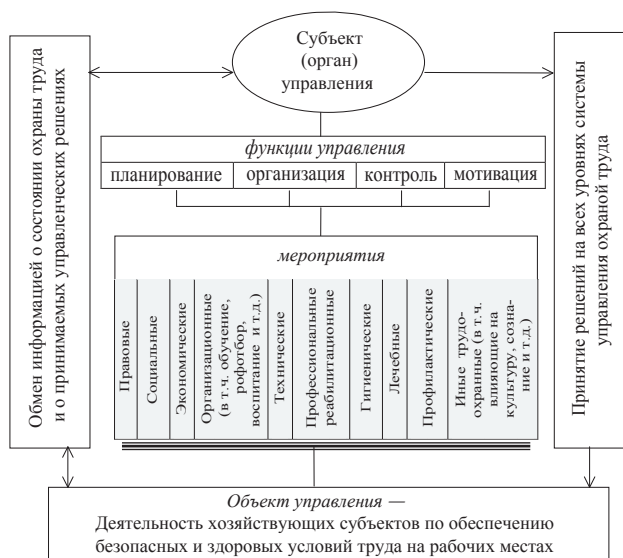 Субъект
(орган)
управления
Обмен информацией о состоянии охраны труда
и о принимаемых управленческих решениях
функции управления
планирование
организация
контроль
мотивация
мероприятия
Правовые
Социальные
Экономические
Организационные
(в т.ч. обучение,
рофотбор,
воспитание и т.д.)
Технические
Профессиональные
реабилитационные
Гигиенические
Лечебные
Профилактические
Иные трудо-
охранные (в т.ч.
влияющие на
культуру, созна-
ние и т.д.)
Принятие решений на всех уровнях системы
управления охраной труда
Объект управления —
Деятельность хозяйствующих субъектов по обеспечению
безопасных и здоровых условий труда на рабочих местах